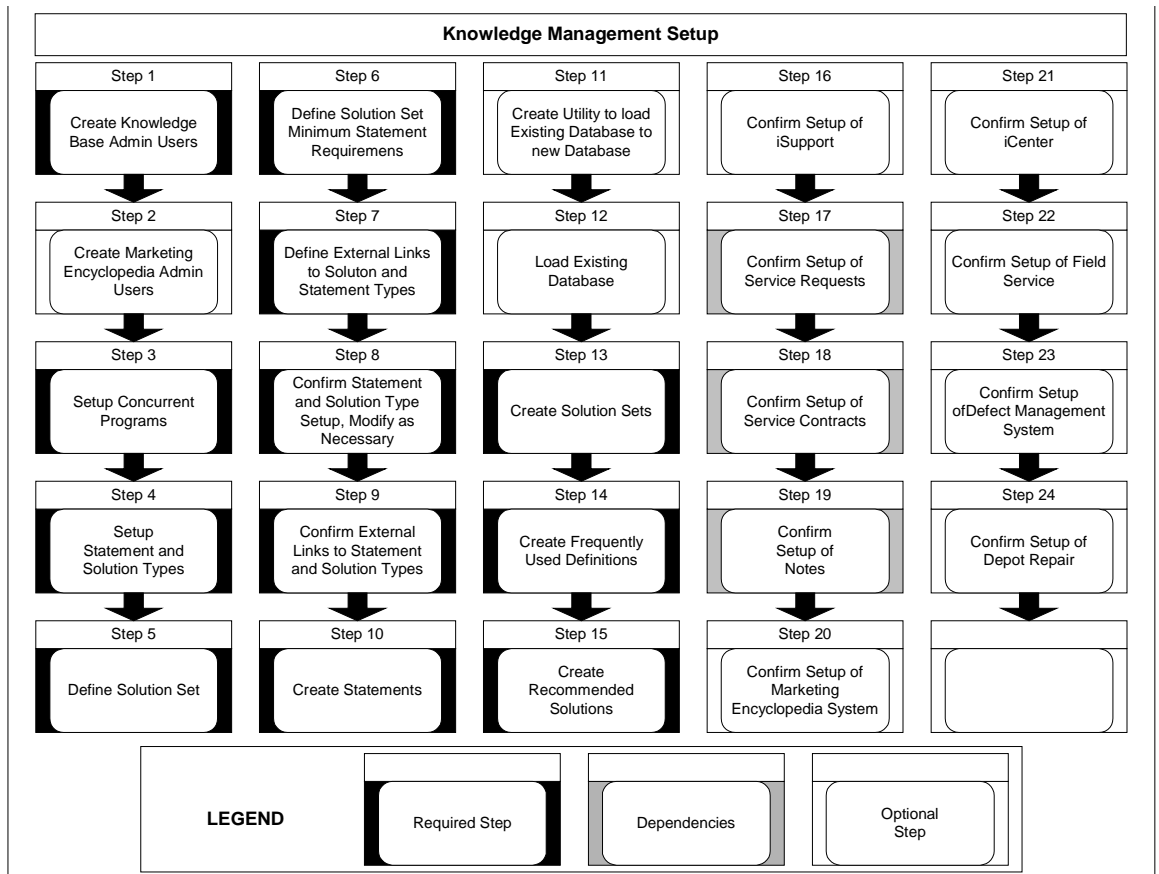 Knowledge Management Setup
Step 1
Create Knowledge
Base Admin Users
Step 2
Create Marketing
Encyclopedia Admin
Users
Step 3
Setup Concurrent
Programs
Step 4
Setup
Statement and
Solution Types
Step 5
Define Solution Set
Step 6
Define Solution Set
Minimum Statement
Requiremens
Step 7
Define External Links
to Soluton and
Statement Types
Step 8
Confirm Statement
and Solution Type
Setup, Modify as
Necessary
Step 9
Confirm External
Links to Statement
and Solution Types
Step 10
Create Statements
Step 11
Create Utility to load
Existing Database to
new Database
Step 12
Load Existing
Database
Step 13
Create Solution Sets
Step 14
Create Frequently
Used Definitions
Step 15
Create
Recommended
Solutions
Step 16
Confirm Setup of
iSupport
Step 17
Confirm Setup of
Service Requests
Step 18
Confirm Setup of
Service Contracts
Step 19
Confirm
Setup of
Notes
Step 20
Confirm Setup of
Marketing
Encyclopedia System
Step 21
Confirm Setup of
iCenter
Step 22
Confirm Setup of Field
Service
Step 23
Confirm Setup
ofDefect Management
System
Step 24
Confirm Setup of
Depot Repair
LEGEND
Required Step
Dependencies
Optional
Step